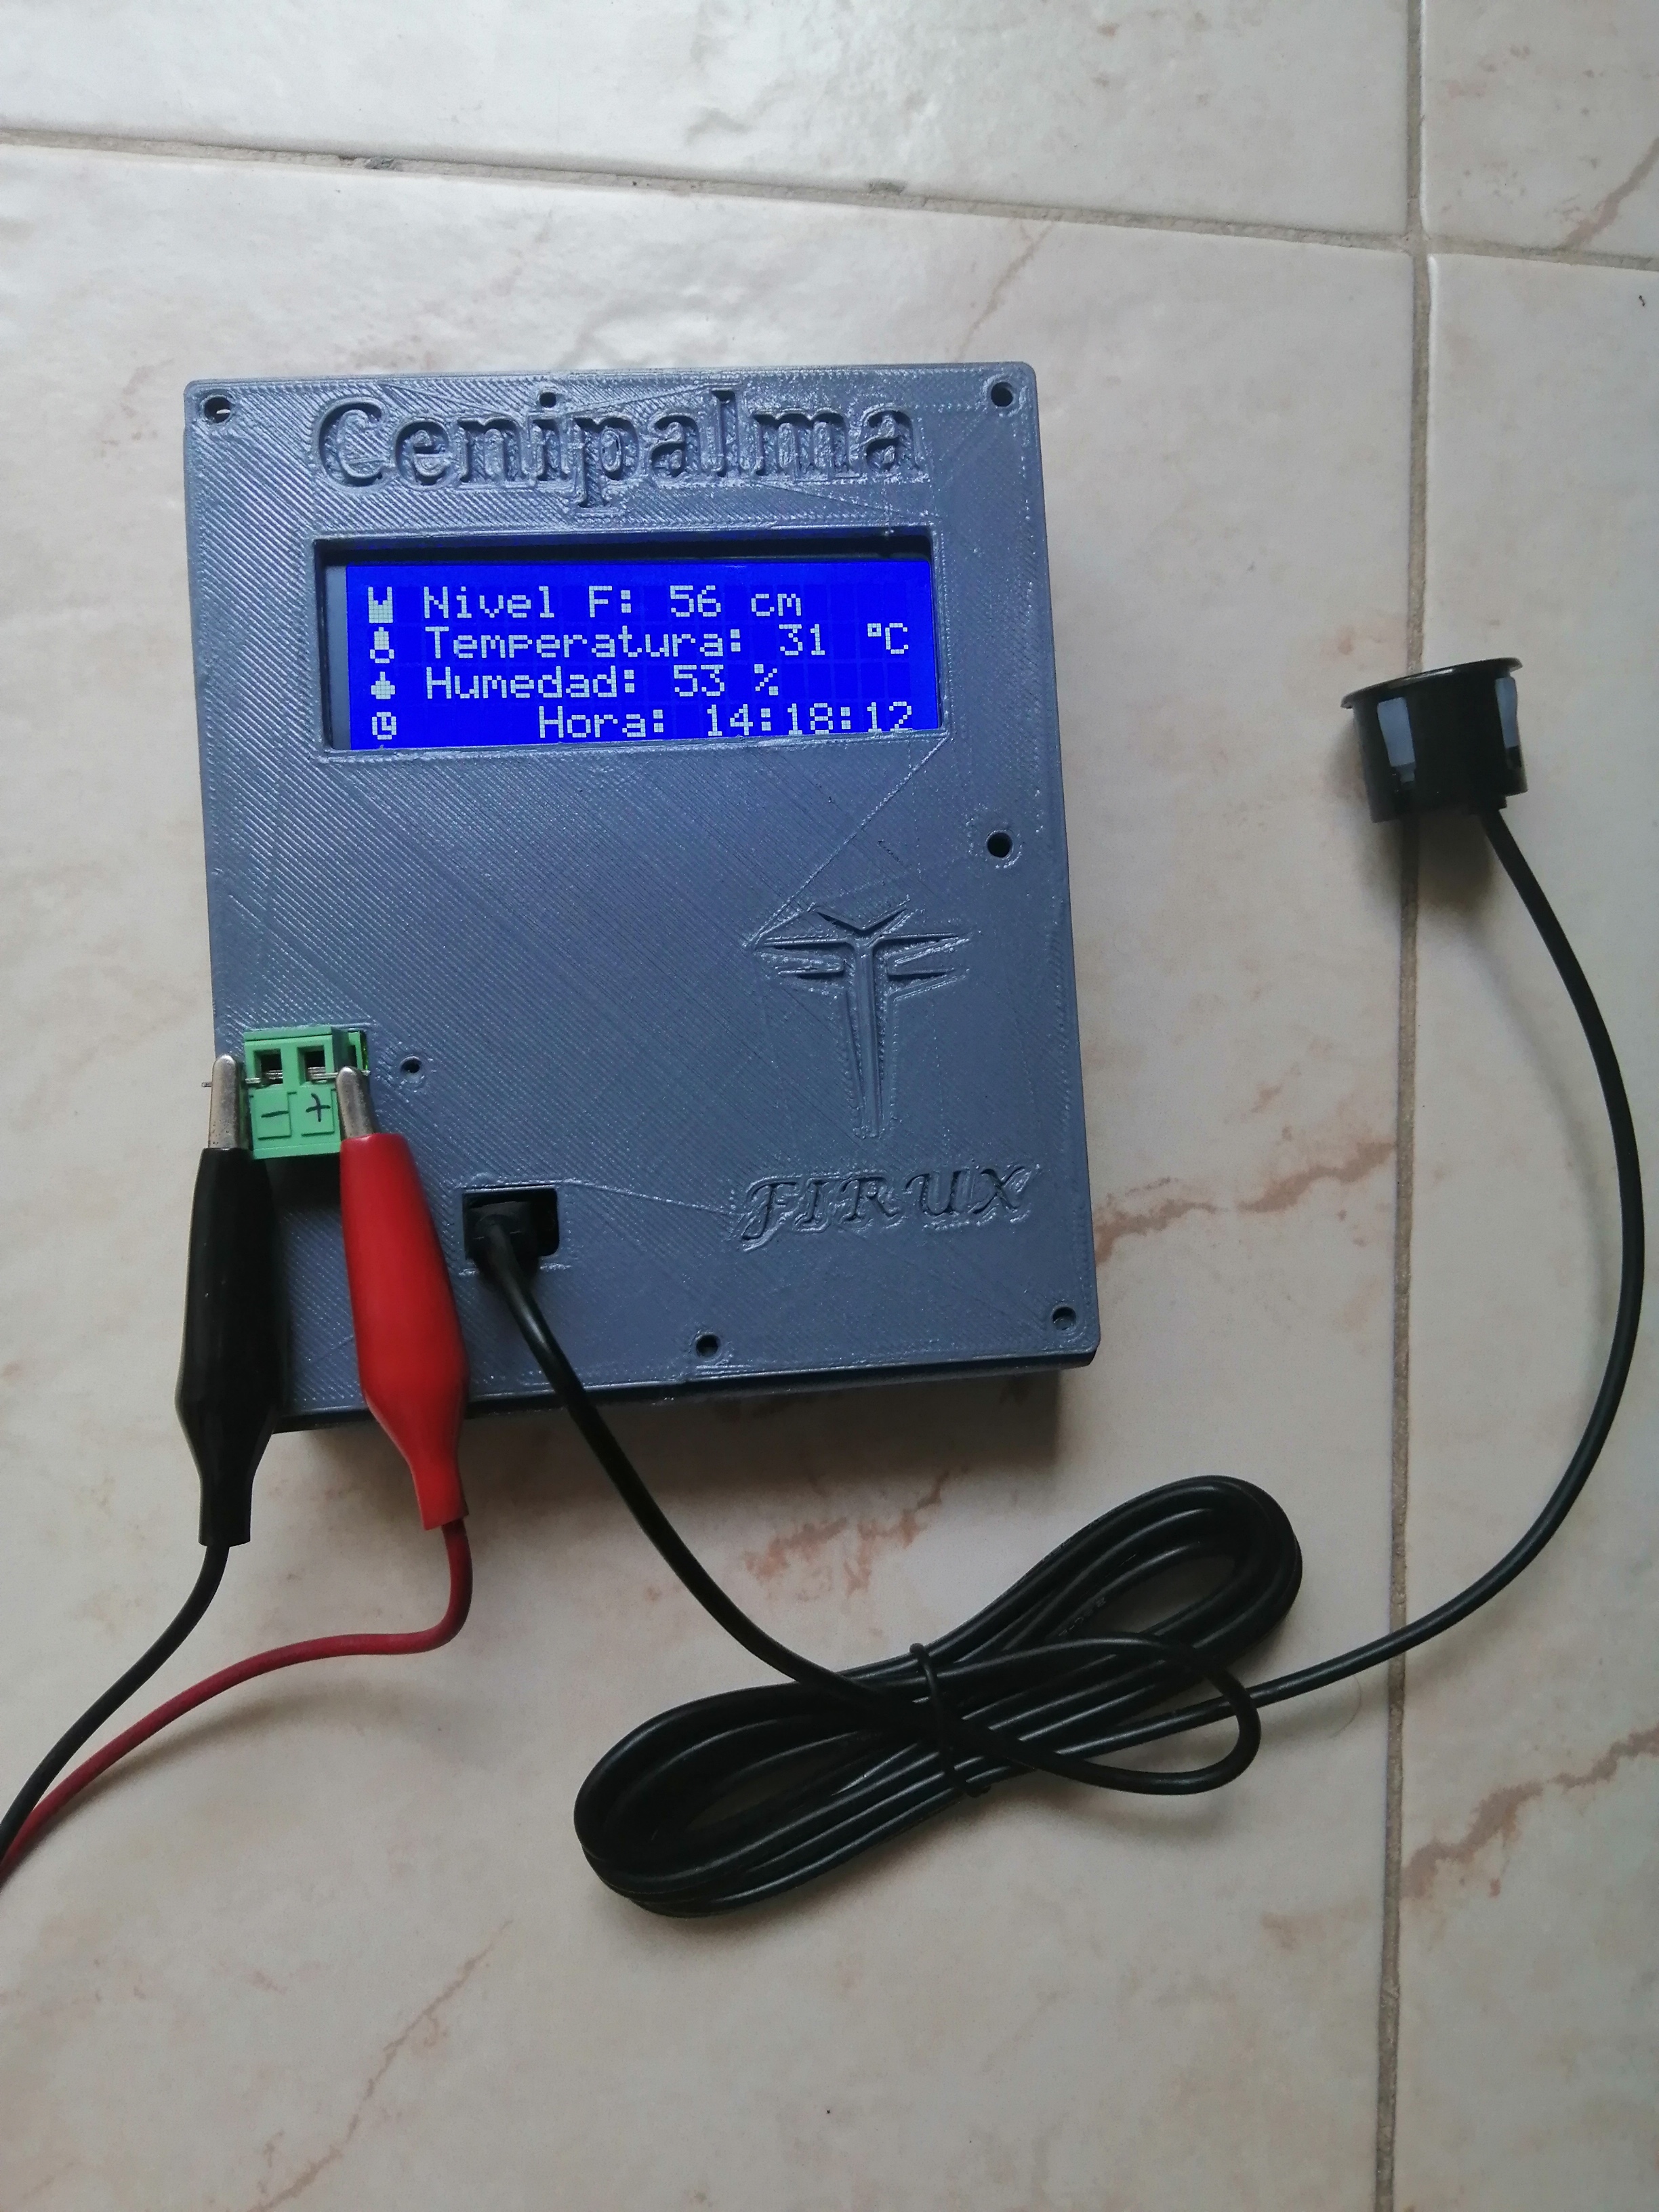 Cenipalma
Nivel F: 56 cm
Temperatura: 31 °C
Humedad: 53 %
Hora: 14:18:12
- +
FIRUX